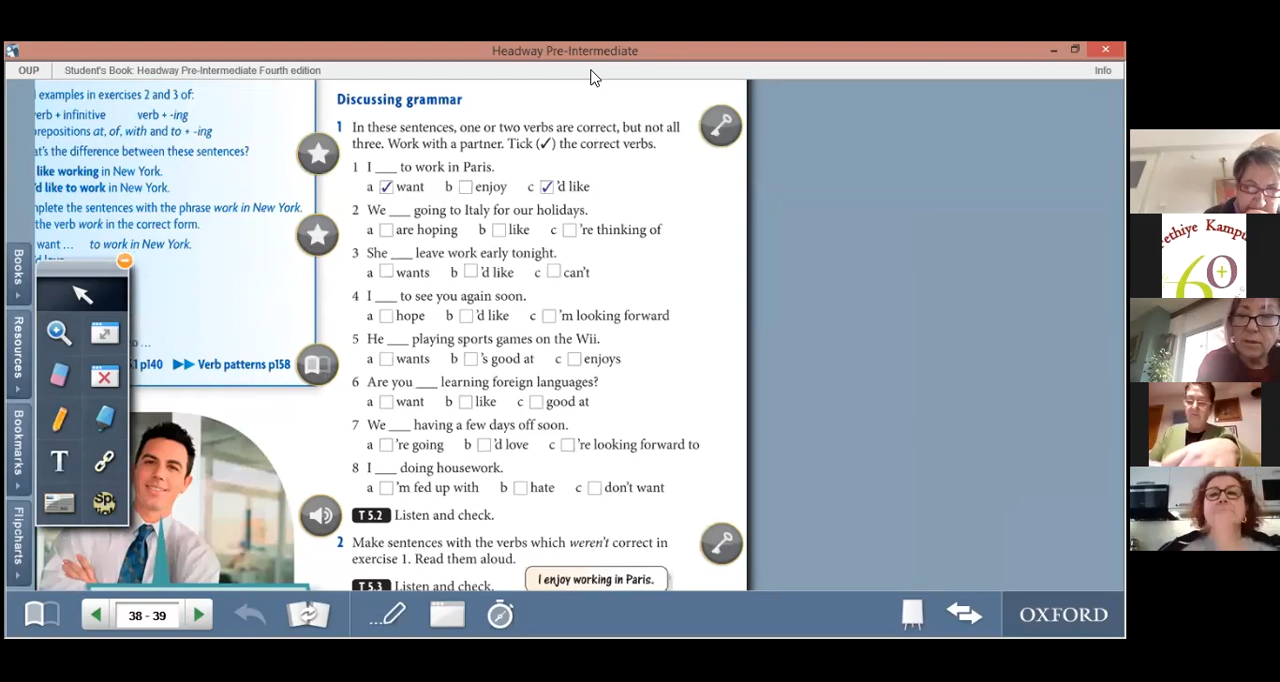 Headway Pre-Intermediate
OUP
Student's Book: Headway Pre-Intermediate Fourth edition
Info
examples in exercises 2 and 3 of:
verb + infinitive verb + -ing
prepositions at, of, with and to + -ing
at's the difference between these sentences?
like working in New York.
'd like to work in New York.
mplete the sentences with the phrase work in New York.
the verb work in the correct form.
want ... to work in New York.
p140 ▶▶ Verb patterns p158
Books
Resources
Bookmarks
Flipcharts
T
Sp
Discussing grammar
1 In these sentences, one or two verbs are correct, but not all
three. Work with a partner. Tick (✓) the correct verbs.
1 I ___ to work in Paris.
a ✓ want b enjoy c ✓ 'd like
2 We ___ going to Italy for our holidays.
a are hoping b like c 're thinking of
3 She ___ leave work early tonight.
a wants b 'd like c can't
4 I ___ to see you again soon.
a hope b 'd like c 'm looking forward
5 He ___ playing sports games on the Wii.
a wants b 's good at c enjoys
6 Are you ___ learning foreign languages?
a want b like c good at
7 We ___ having a few days off soon.
a 're going b 'd love c 're looking forward to
8 I ___ doing housework.
a 'm fed up with b hate c don't want
T 5.2 Listen and check.
2 Make sentences with the verbs which weren't correct in
exercise 1. Read them aloud.
T 5.3 Listen and check.
I enjoy working in Paris.
38 - 39
OXFORD
ethiye Kampu
60+